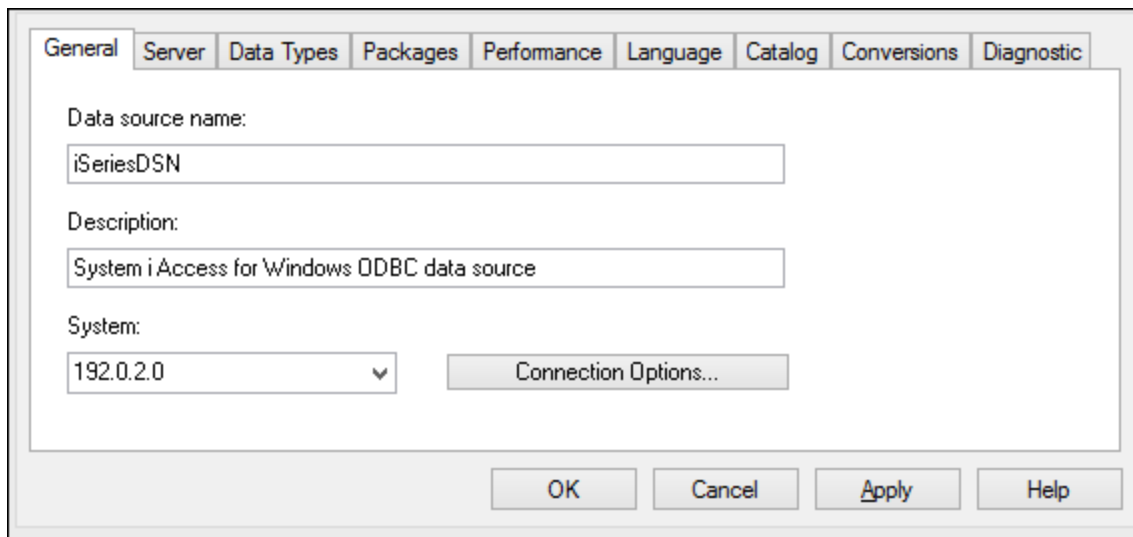 General Server Data Types Packages Performance Language Catalog Conversions Diagnostic
Data source name:
iSeriesDSN
Description:
System i Access for Windows ODBC data source
System:
192.0.2.0 Connection Options...
OK Cancel Apply Help